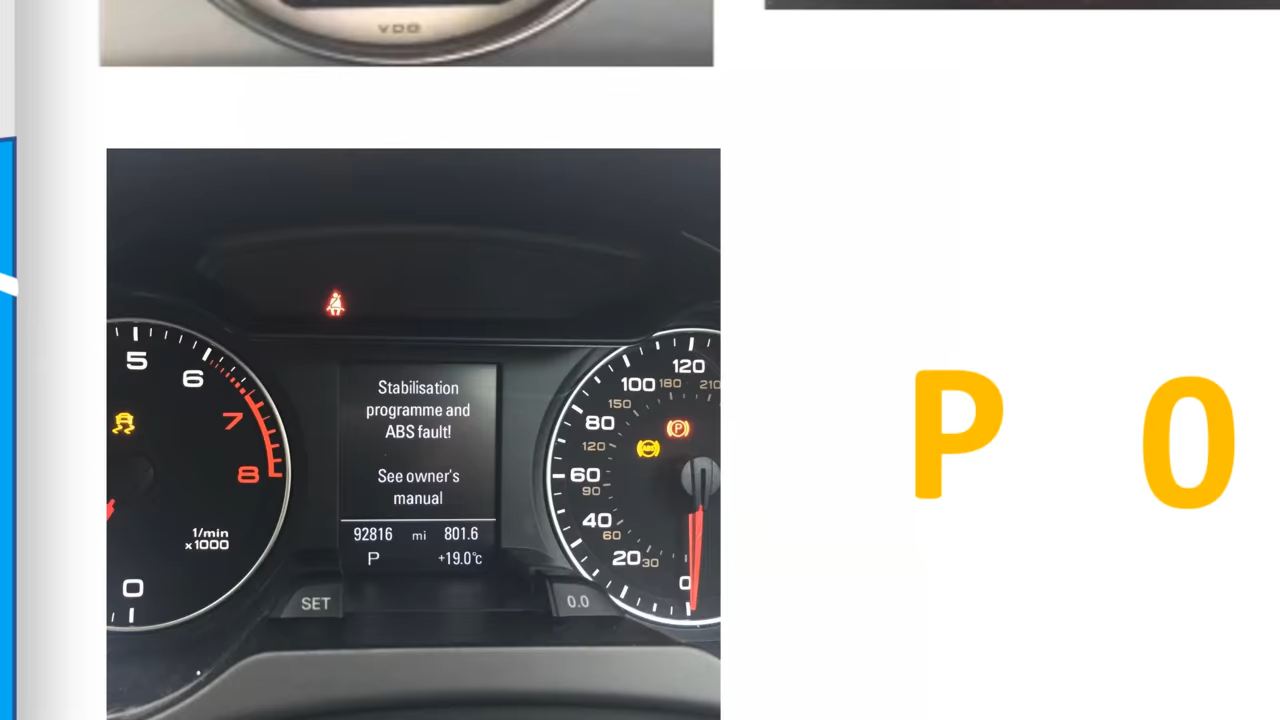 VDO
5
6
7
8
1/min
x1000
0
SET
Stabilisation
programme and
ABS fault!
See owner's
manual
92816 mi 801.6
P +19.0°c
0.0
120
100 180 210
150
80
120
60
90
40
60
20 30
0
P
ABS
P 0